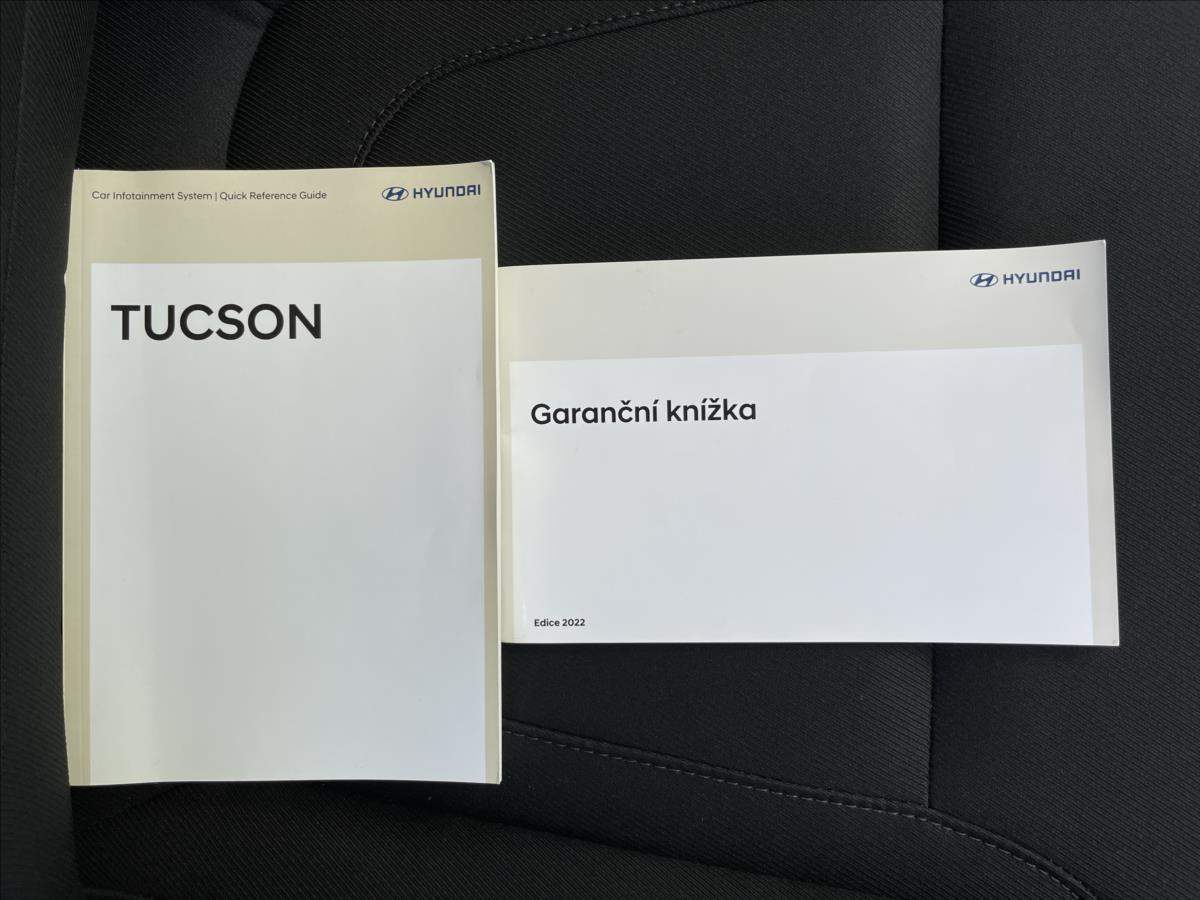 Car Infotainment System | Quick Reference Guide
HYUNDAI
TUCSON
HYUNDAI
Garanční knížka
Edice 2022